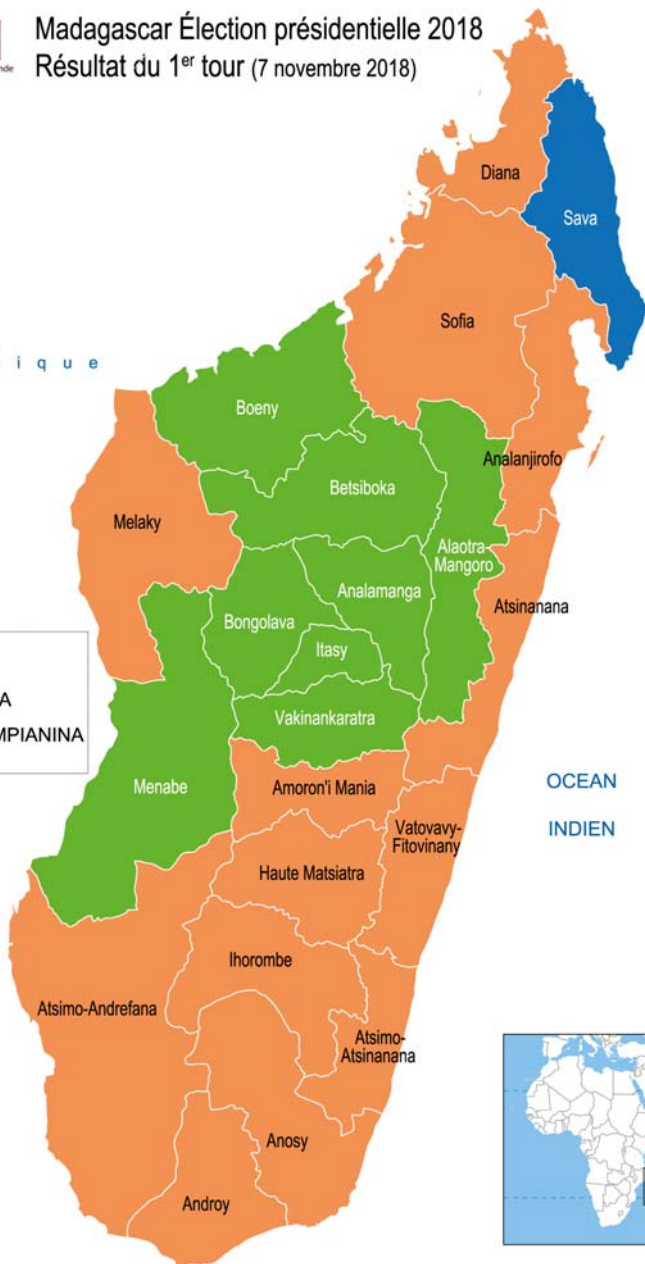 Madagascar Élection présidentielle 2018
Résultat du 1er tour (7 novembre 2018)
Diana
Sava
Sofia
ique
Boeny
Betsiboka
Analanjirofo
Melaky
Alaotra-
Mangoro
Atsinanana
Analamanga
Bongolava
Itasy
Vakinankaratra
Menabe
Amoron'i Mania
OCEAN
INDIEN
Vatovavy-
Fitovinany
Haute Matsiatra
Ihorombe
Atsimo-Andrefana
Atsimo-
Atsinanana
Anosy
Androy